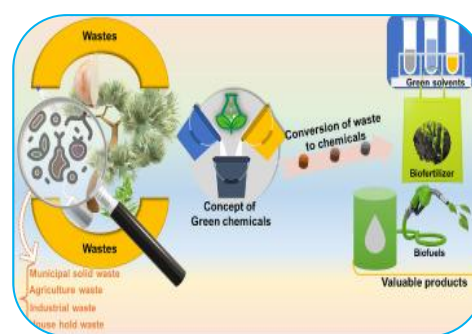 Wastes
Wastes
Municipal solid waste
Agriculture waste
Industrial waste
House hold waste
Concept of
Green chemicals
Conversion of waste
to chemicals
Green solvents
Biofertilizer
Biofuels
Valuable products